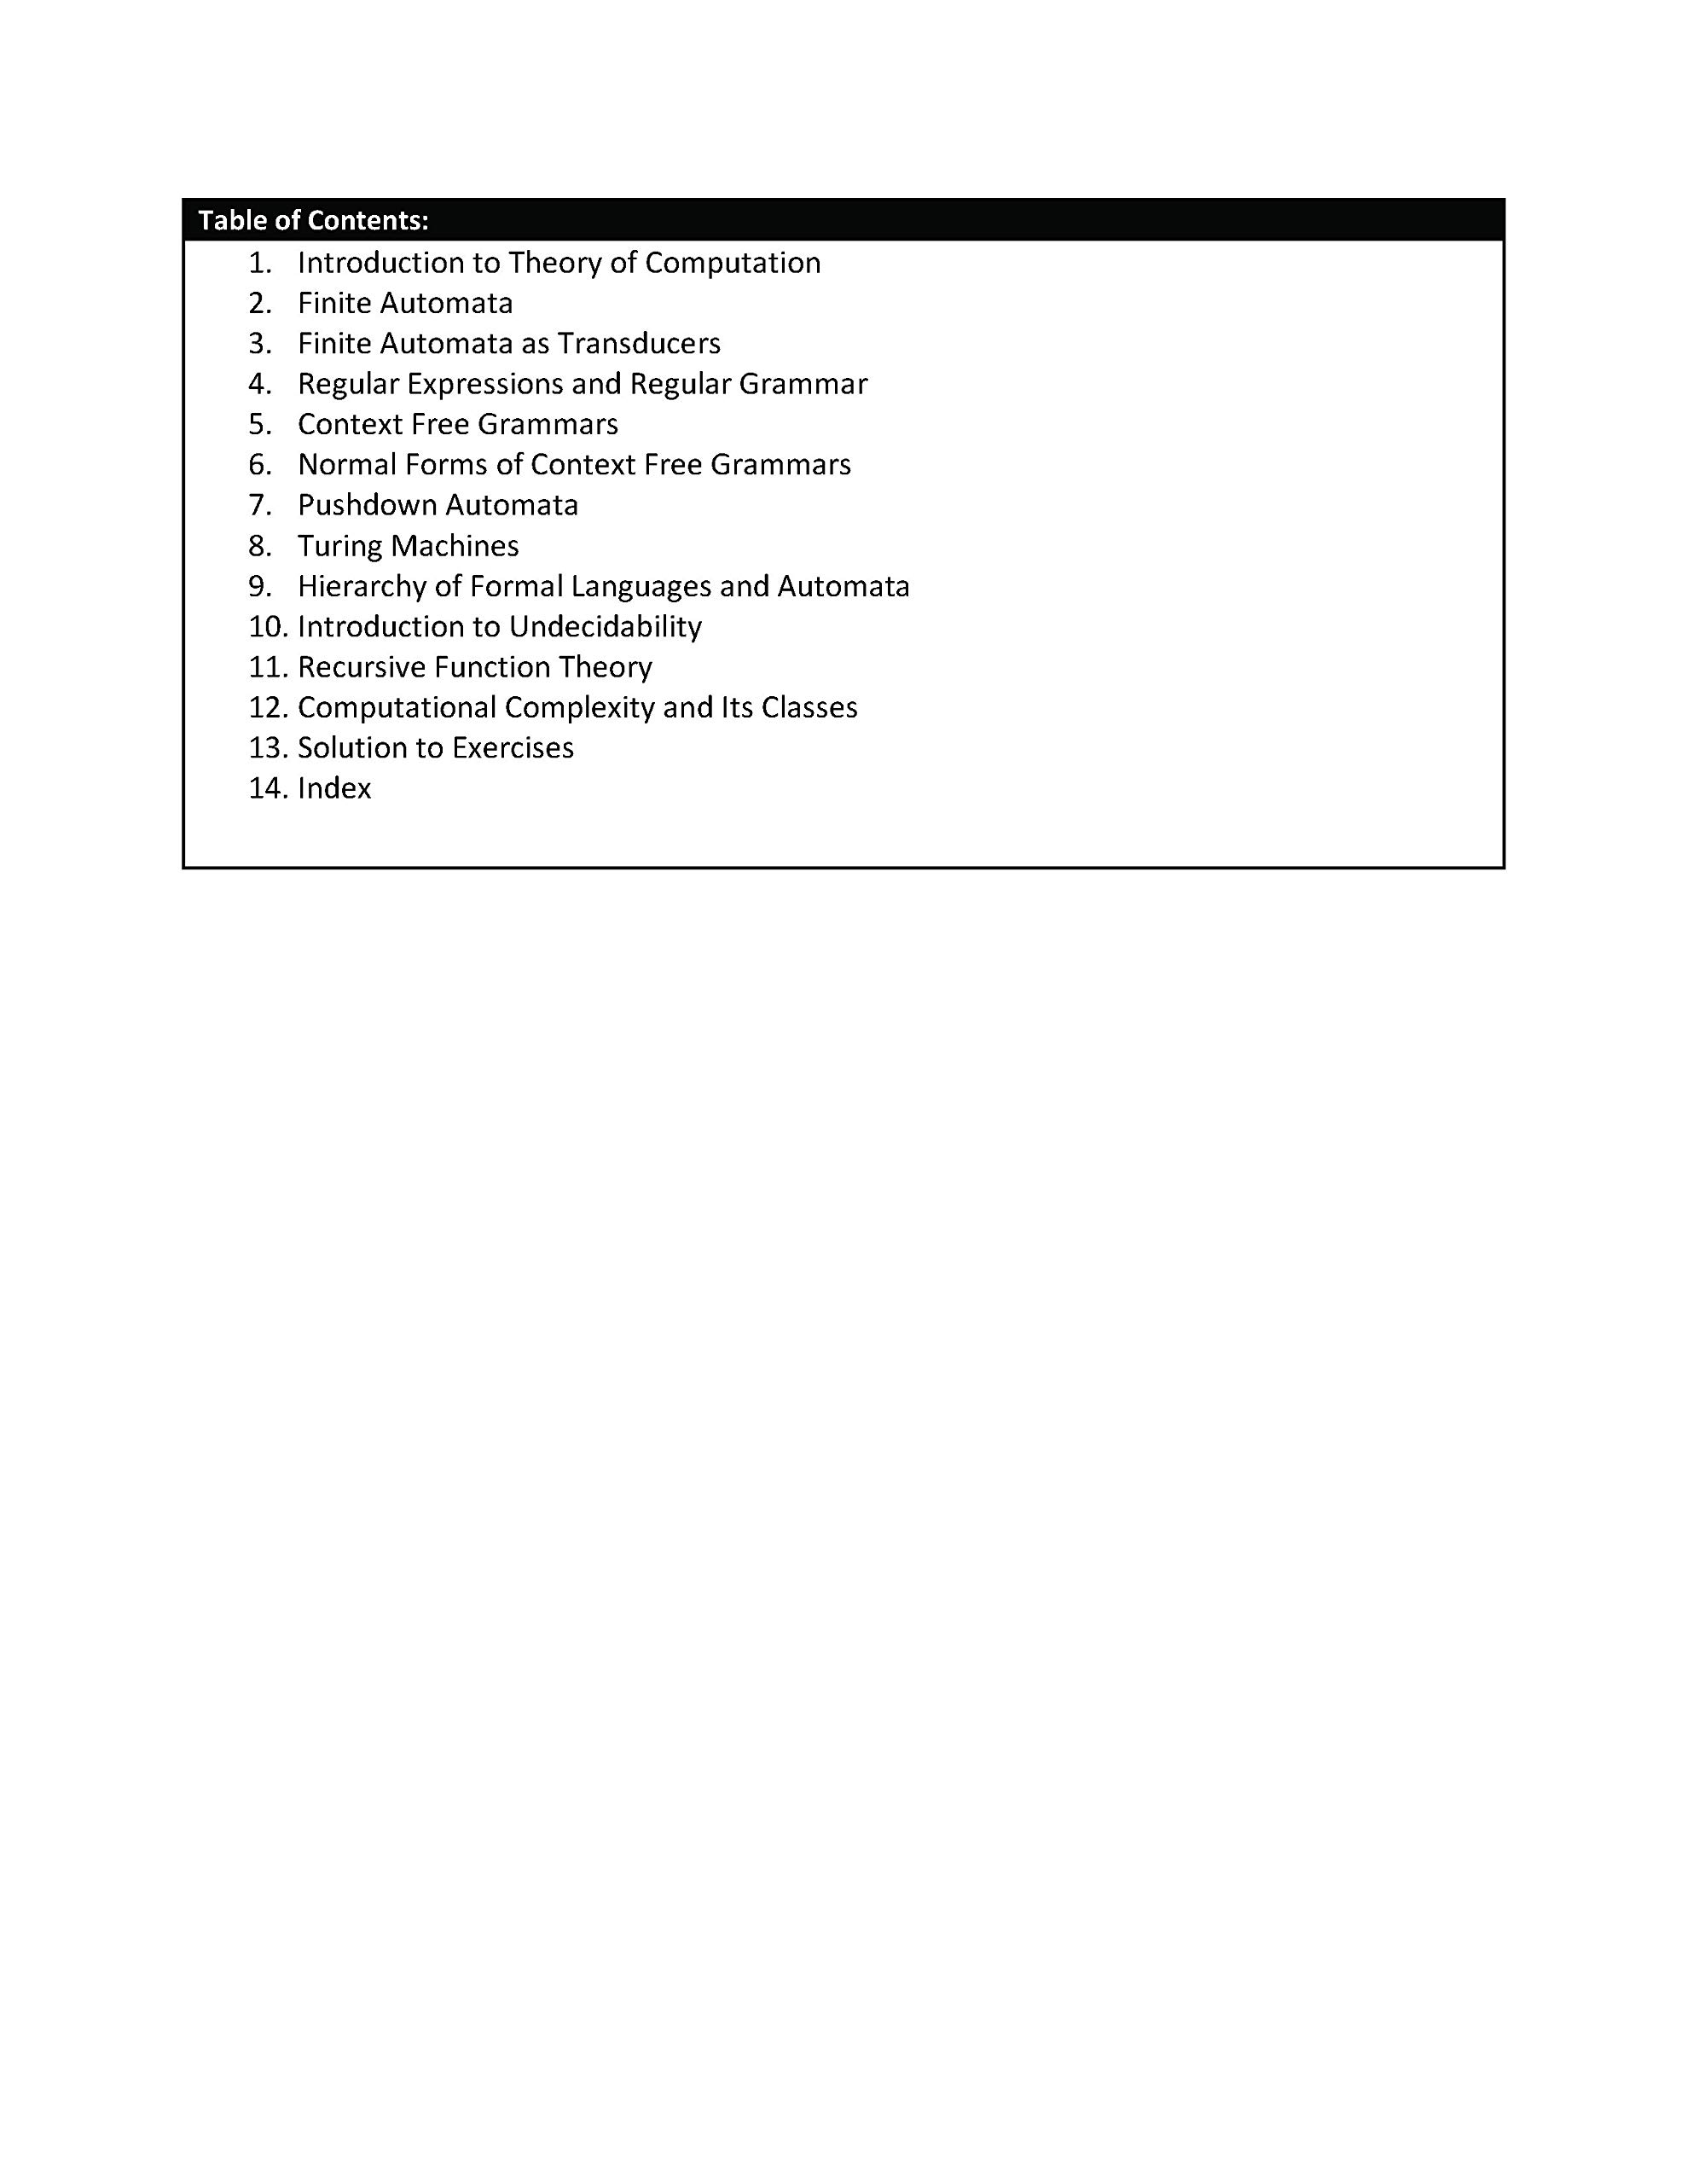 Table of Contents:
1. Introduction to Theory of Computation
2. Finite Automata
3. Finite Automata as Transducers
4. Regular Expressions and Regular Grammar
5. Context Free Grammars
6. Normal Forms of Context Free Grammars
7. Pushdown Automata
8. Turing Machines
9. Hierarchy of Formal Languages and Automata
10. Introduction to Undecidability
11. Recursive Function Theory
12. Computational Complexity and Its Classes
13. Solution to Exercises
14. Index